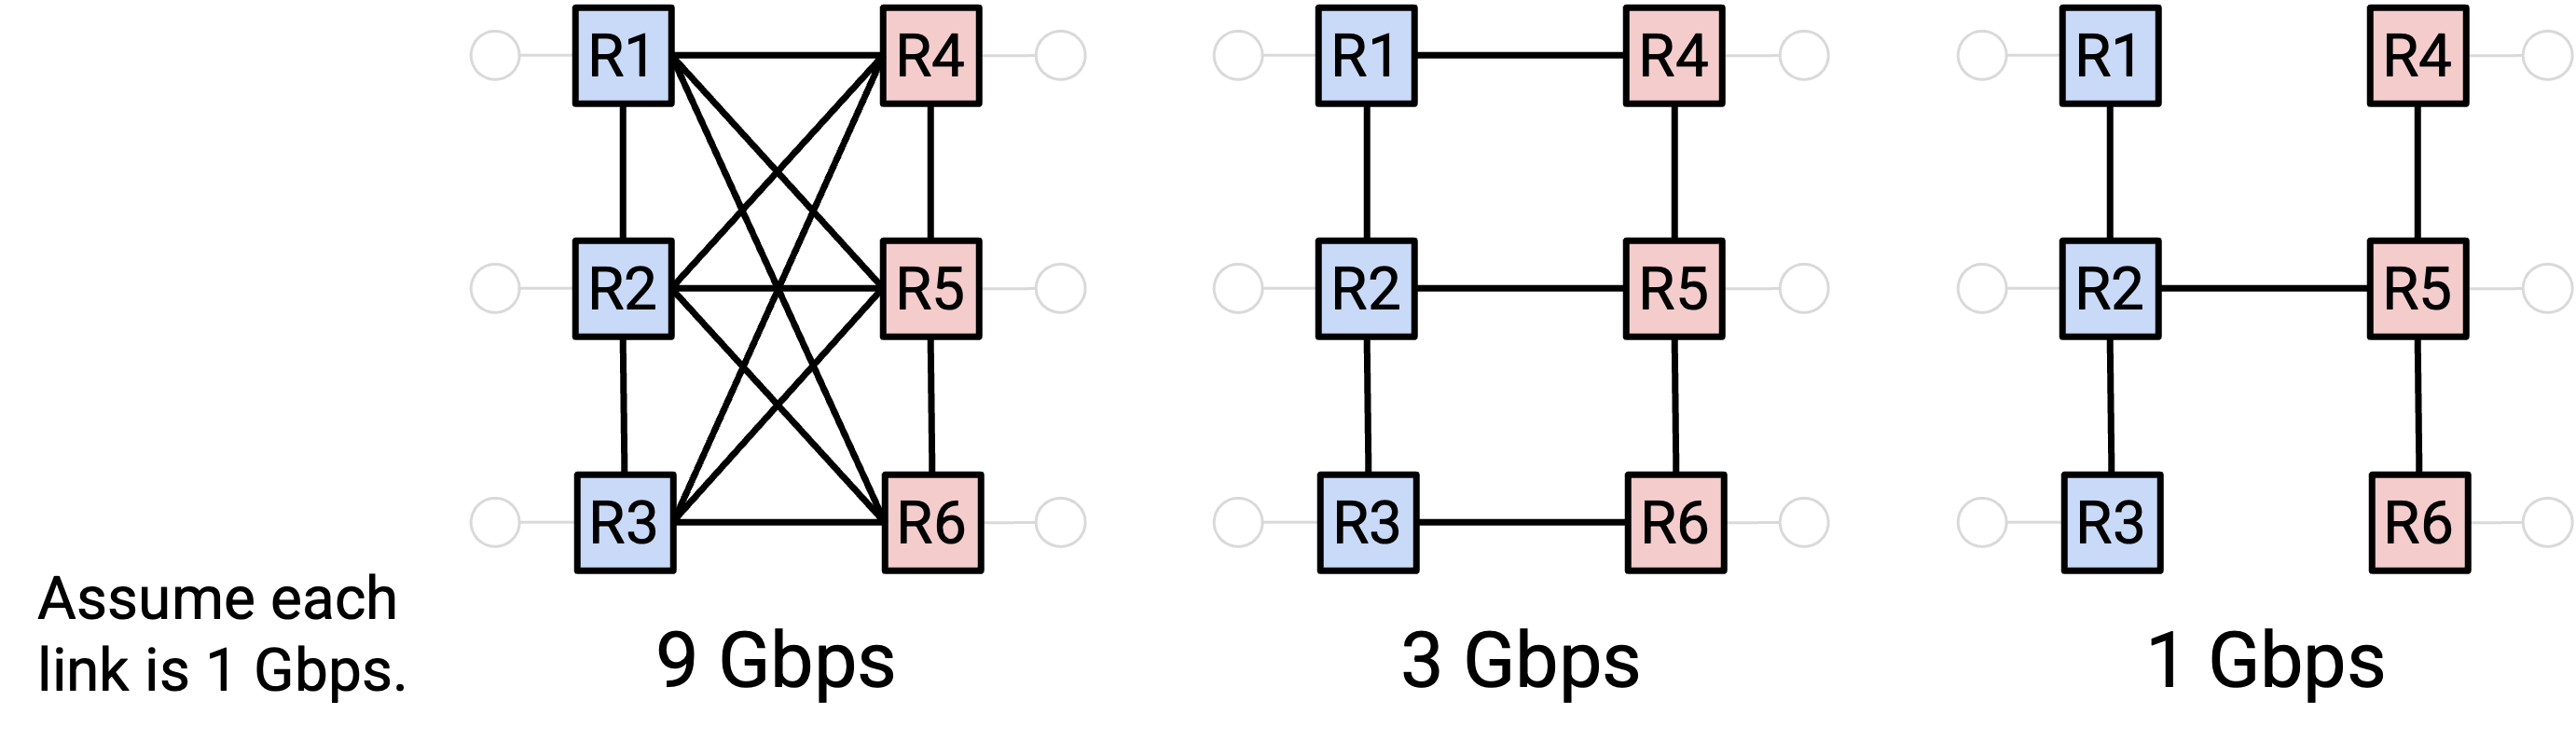 R1 R4 R1 R4 R1 R4
R2 R5 R2 R5 R2 R5
R3 R6 R3 R6 R3 R6
Assume each
link is 1 Gbps.
9 Gbps 3 Gbps 1 Gbps